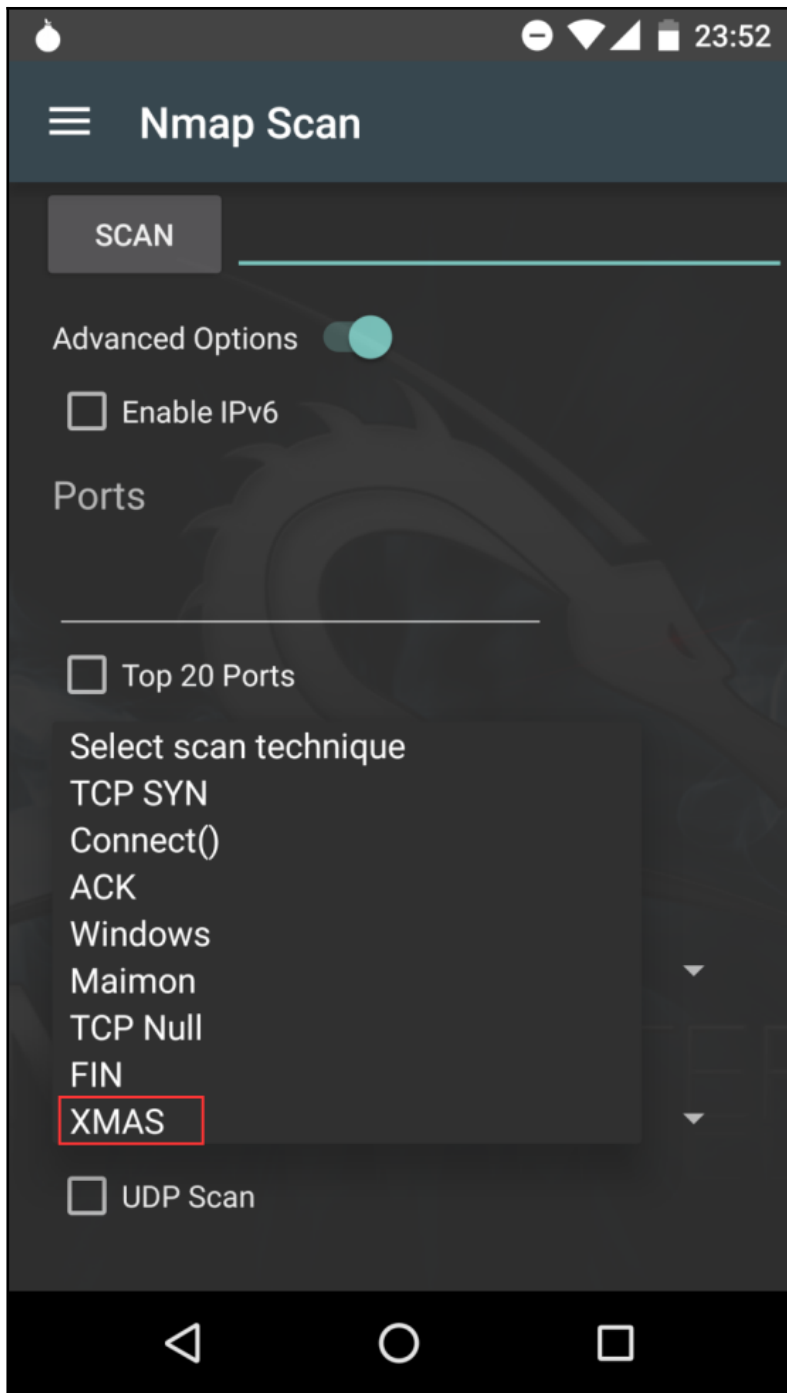 23:52
Nmap Scan
SCAN
Advanced Options
Enable IPv6
Ports
Top 20 Ports
Select scan technique
TCP SYN
Connect()
ACK
Windows
Maimon
TCP Null
FIN
XMAS
UDP Scan